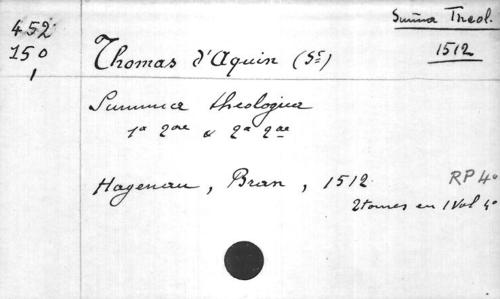 Suma Theol.
1512
452
150
1
Thomas d'Aquin (St)
Summa theologica
1a 2ae & 2a 2ae
Hagenau, Bran, 1512
RP 4o
2 tomes en 1 Vol 4o